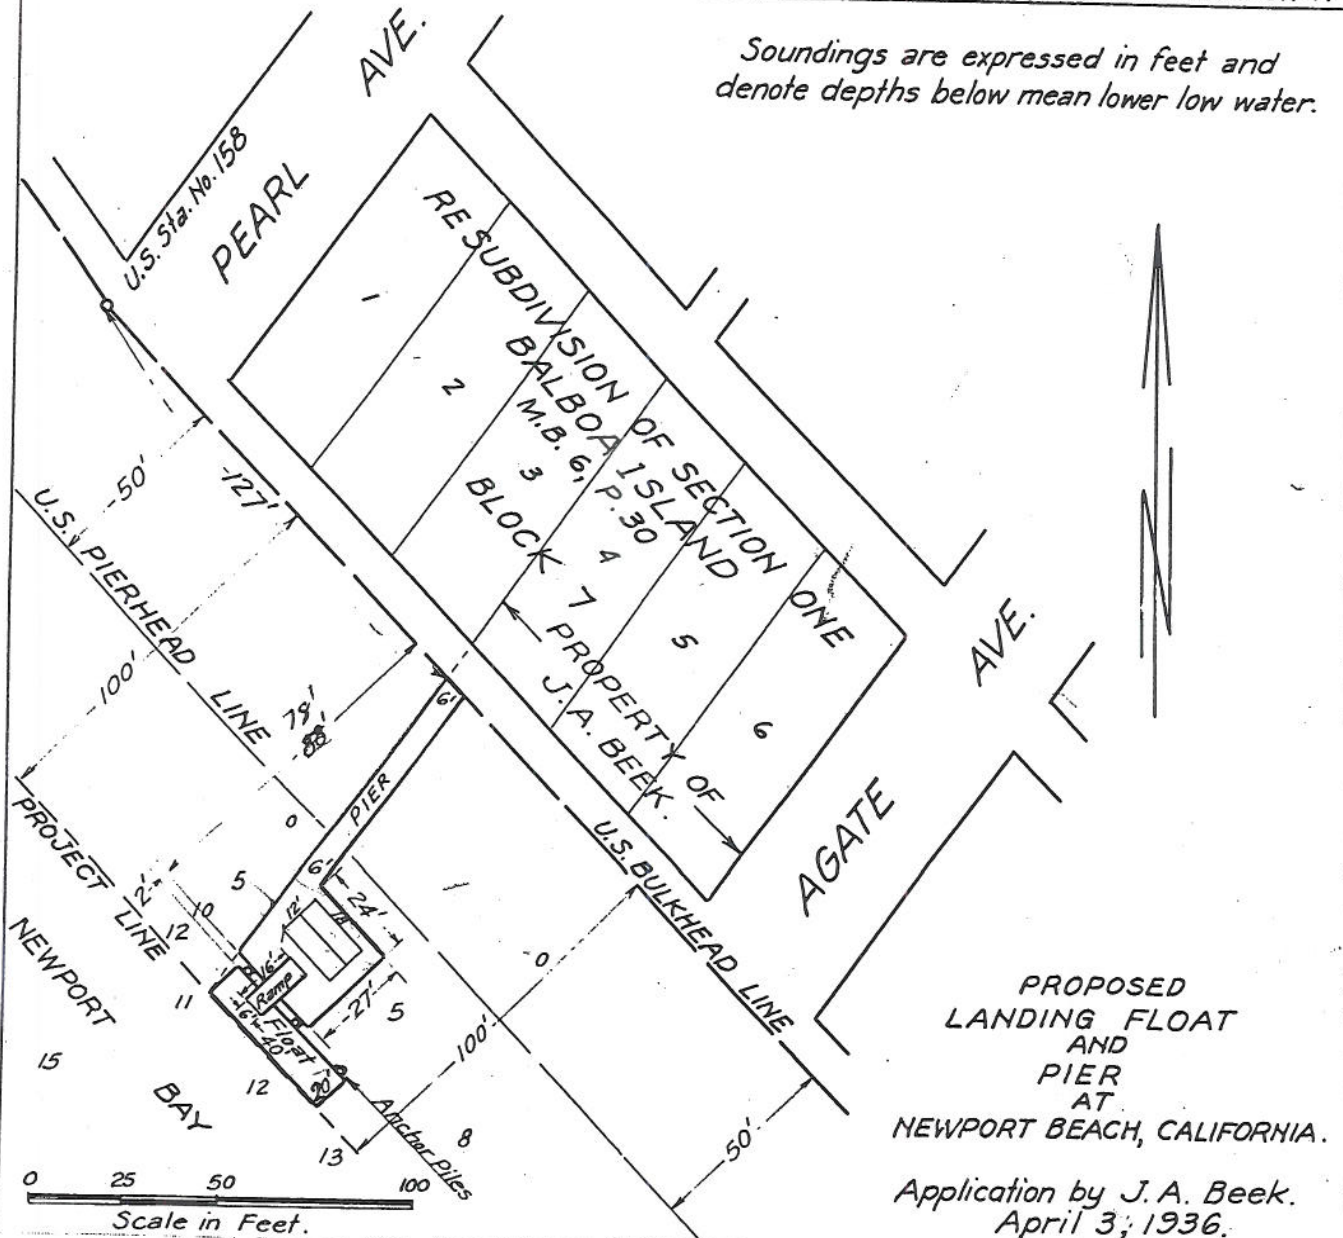 Soundings are expressed in feet and
denote depths below mean lower low water.
AVE.
PEARL
U.S. Sta. No. 158
RE SUBDIVISION OF SECTION ONE
BALBOA ISLAND
M.B. 6, P. 30
BLOCK 7
1
2
3
4
5
6
PROPERTY OF
J. A. BEEK.
AVE.
AGATE
50'
127'
U.S. PIERHEAD LINE
100'
78'
88'
6'
PIER
0
6'
5
24'
12'
16'
Ramp
27'
5
PROJECT LINE
2'
10
12
11
NEWPORT
BAY
15
16'
40'
Float
20'
12
13
8
Anchor Piles
0
100'
U.S. BULKHEAD LINE
50'
0 25 50 100
Scale in Feet.
PROPOSED
LANDING FLOAT
AND
PIER
AT
NEWPORT BEACH, CALIFORNIA.
Application by J. A. Beek.
April 3, 1936.